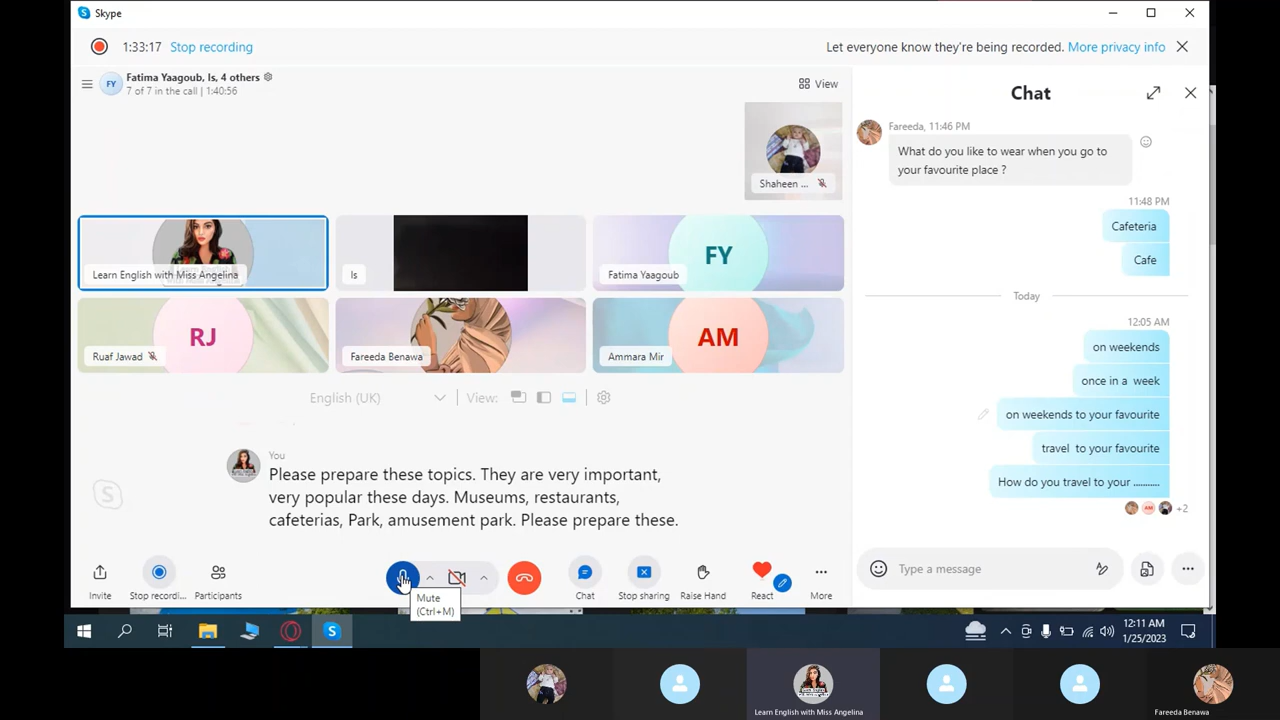 Skype
1:33:17 Stop recording
Let everyone know they're being recorded. More privacy info
FY
Fatima Yaagoub, Is, 4 others
7 of 7 in the call | 1:40:56
View
Shaheen ...
Learn English with Miss Angelina
Is
FY
Fatima Yaagoub
RJ
Ruaf Jawad
Fareeda Benawa
AM
Ammara Mir
English (UK)
View:
You
Please prepare these topics. They are very important,
very popular these days. Museums, restaurants,
cafeterias, Park, amusement park. Please prepare these.
Invite
Stop recordi...
Participants
Mute
(Ctrl+M)
Chat
Stop sharing
Raise Hand
React
More
Chat
Fareeda, 11:46 PM
What do you like to wear when you go to
your favourite place ?
11:48 PM
Cafeteria
Cafe
Today
12:05 AM
on weekends
once in a week
on weekends to your favourite
travel to your favourite
How do you travel to your ...........
AM
+2
Type a message
12:11 AM
1/25/2023
Learn English with Miss Angelina
Fareeda Benawa